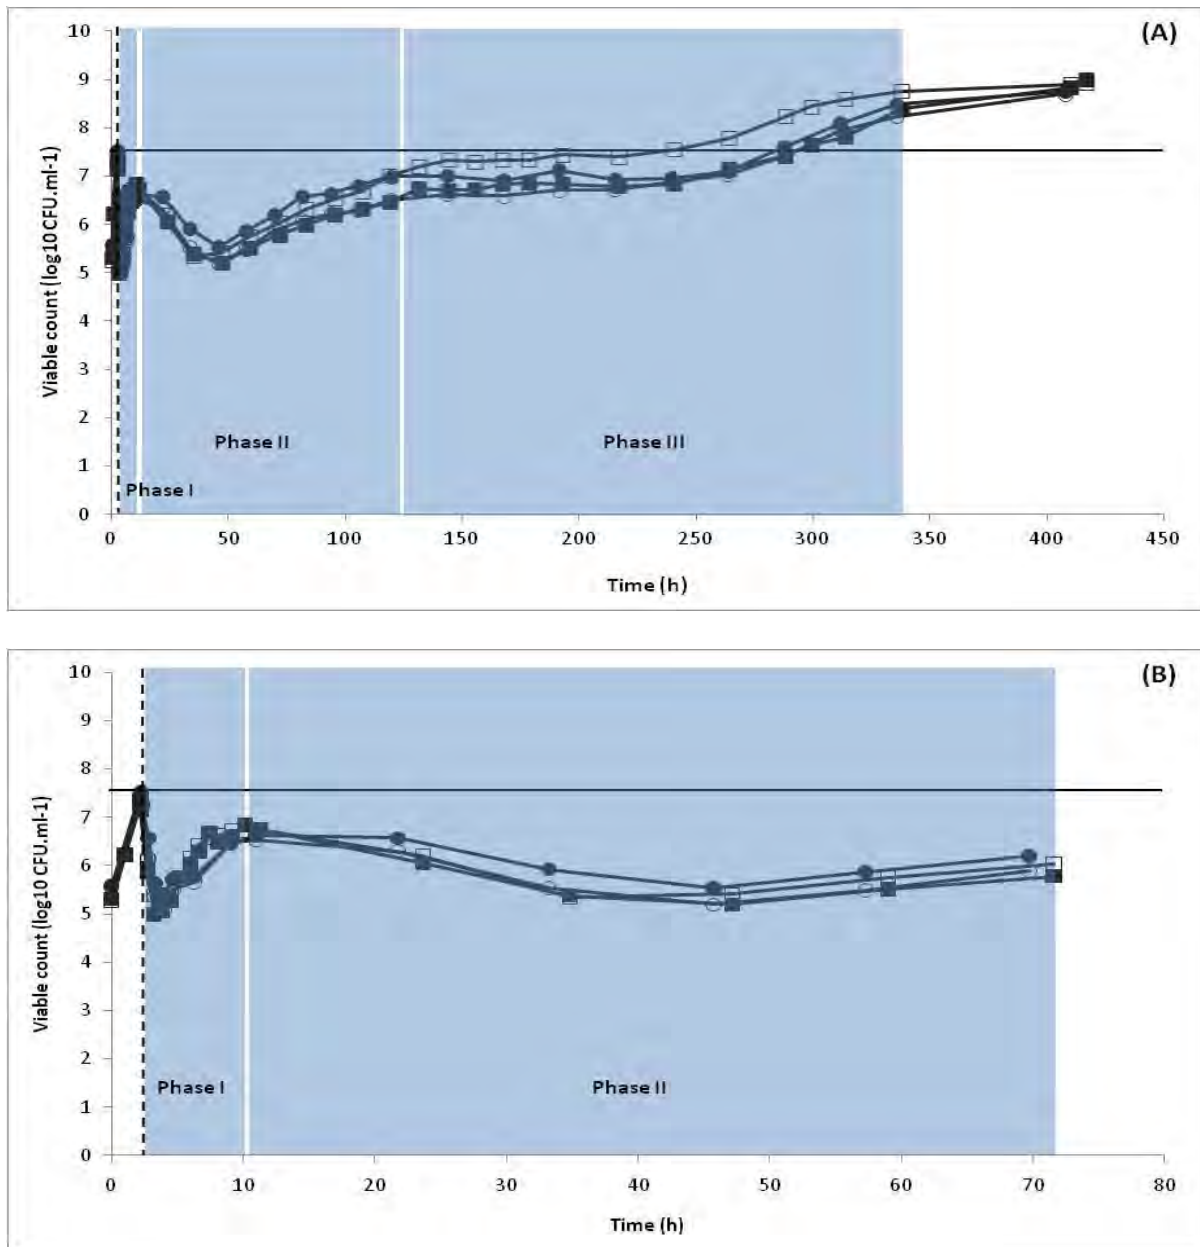 (A)
10
9
8
7
6
5
4
3
2
1
0
Viable count (log10 CFU.ml-1)
Phase I
Phase II
Phase III
0 50 100 150 200 250 300 350 400 450
Time (h)
(B)
10
9
8
7
6
5
4
3
2
1
0
Viable count (log10 CFU.ml-1)
Phase I
Phase II
0 10 20 30 40 50 60 70 80
Time (h)